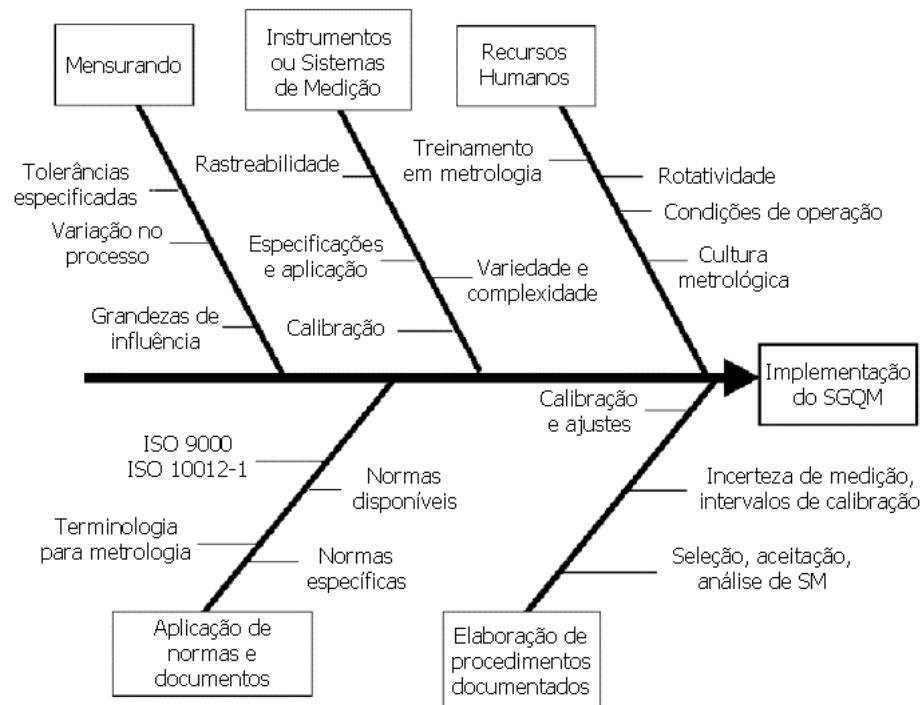 Mensurando
Instrumentos
ou Sistemas
de Medição
Recursos
Humanos
Tolerâncias
especificadas
Variação no
processo
Grandezas de
influência
Rastreabilidade
Especificações
e aplicação
Calibração
Variedade e
complexidade
Treinamento
em metrologia
Rotatividade
Condições de operação
Cultura
metrológica
Implementação
do SGQM
ISO 9000
ISO 10012-1
Terminologia
para metrologia
Normas
disponíveis
Normas
específicas
Calibração
e ajustes
Incerteza de medição,
intervalos de calibração
Seleção, aceitação,
análise de SM
Aplicação de
normas e
documentos
Elaboração de
procedimentos
documentados